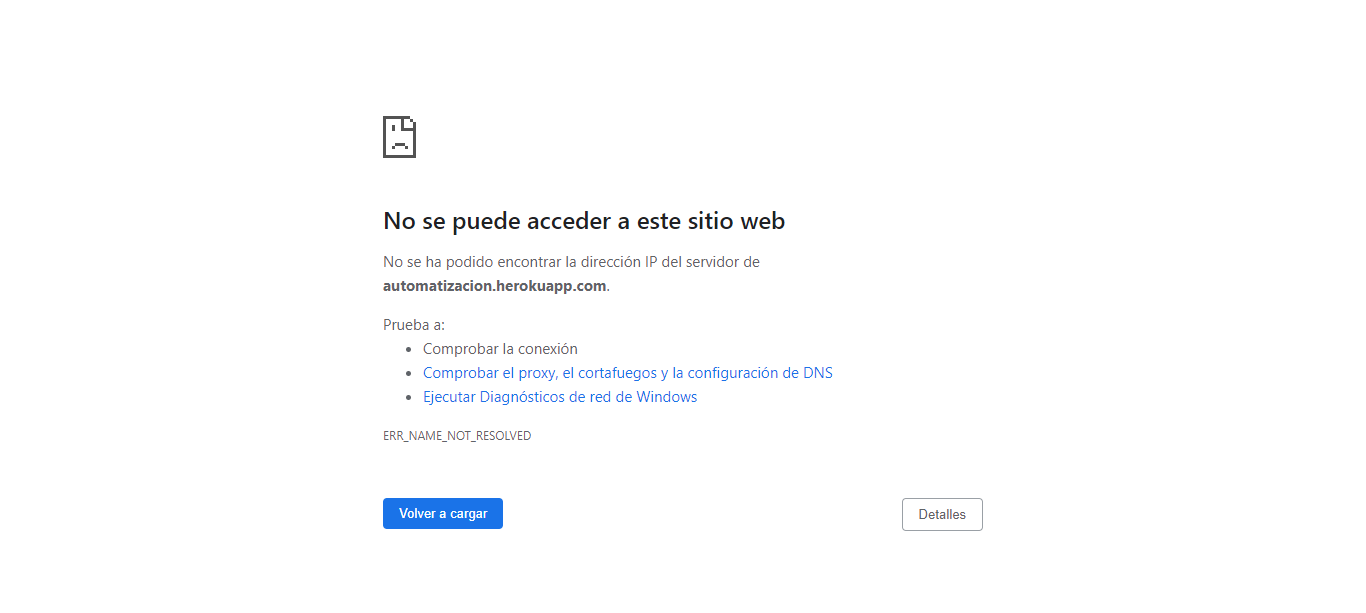 No se puede acceder a este sitio web
No se ha podido encontrar la dirección IP del servidor de
automatizacion.herokuapp.com.
Prueba a:
Comprobar la conexión
Comprobar el proxy, el cortafuegos y la configuración de DNS
Ejecutar Diagnósticos de red de Windows
ERR_NAME_NOT_RESOLVED
Volver a cargar
Detalles